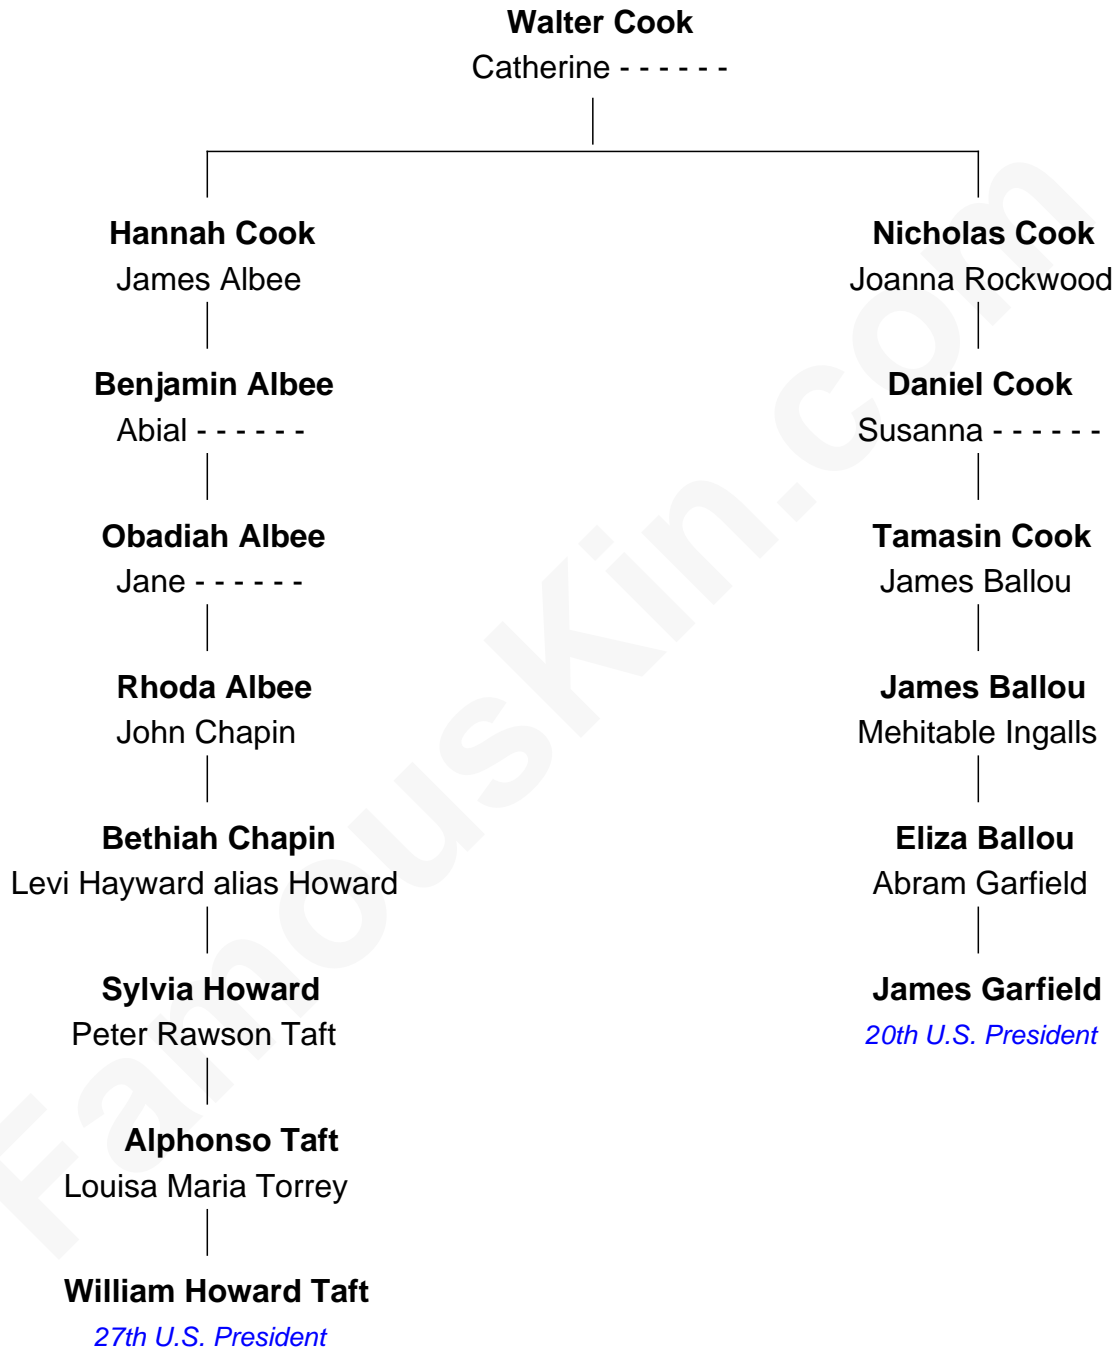 Walter Cook
Catherine - - - - - -
Hannah Cook
James Albee
Benjamin Albee
Abial - - - - - -
Obadiah Albee
Jane - - - - - -
Rhoda Albee
John Chapin
Bethiah Chapin
Levi Hayward alias Howard
Sylvia Howard
Peter Rawson Taft
Alphonso Taft
Louisa Maria Torrey
William Howard Taft
27th U.S. President
Nicholas Cook
Joanna Rockwood
Daniel Cook
Susanna - - - - - -
Tamasin Cook
James Ballou
James Ballou
Mehitable Ingalls
Eliza Ballou
Abram Garfield
James Garfield
20th U.S. President
FamousKin.com